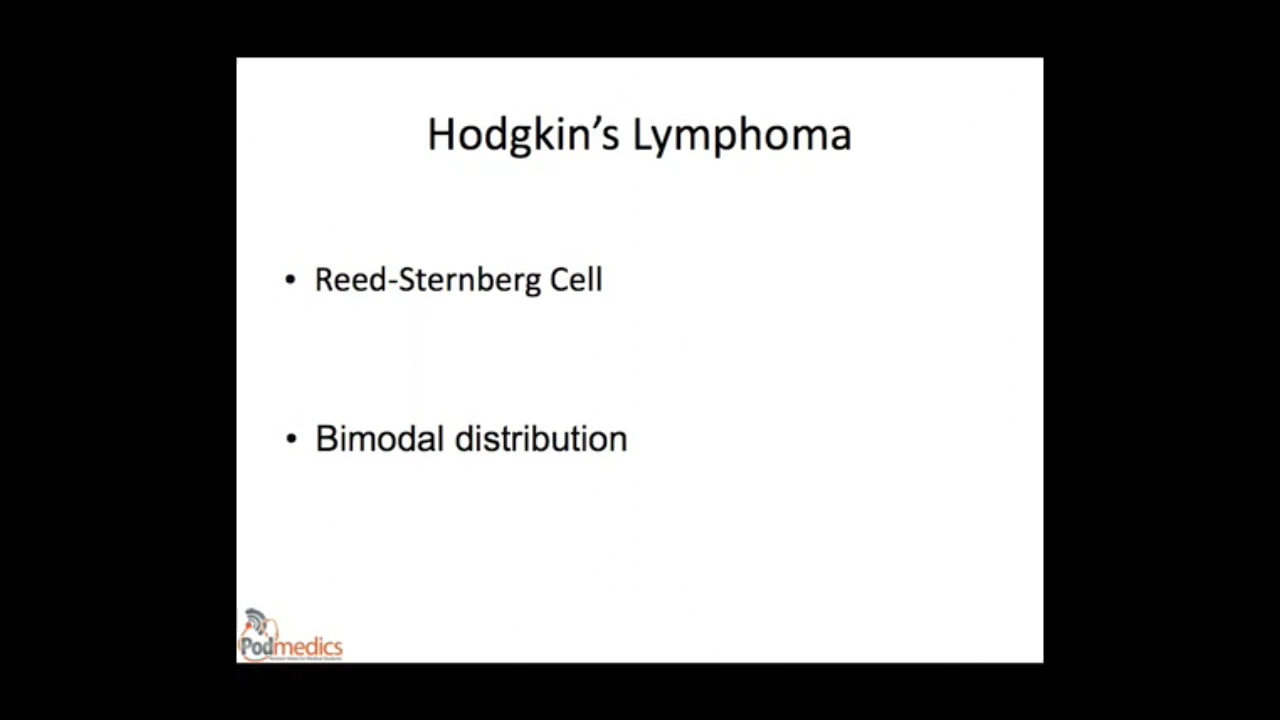 Hodgkin's Lymphoma
• Reed-Sternberg Cell
• Bimodal distribution
Podmedics